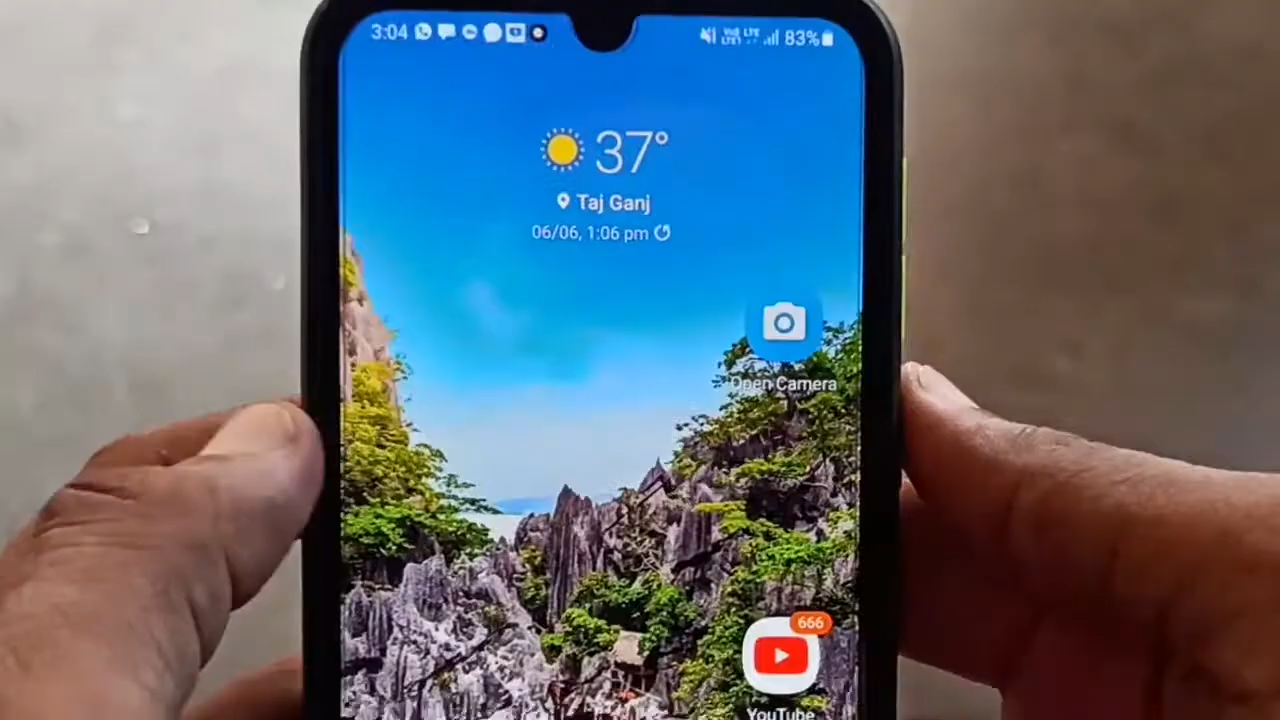 3:04 83%
37°
Taj Ganj
06/06, 1:06 pm
Open Camera
666
YouTube